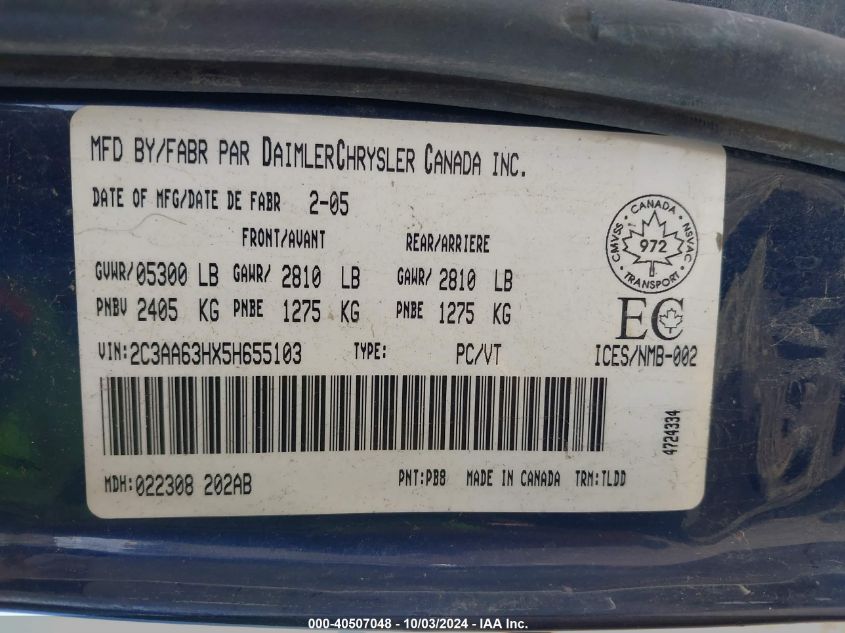 MFD BY/FABR PAR DAIMLERCHRYSLER CANADA INC.
DATE OF MFG/DATE DE FABR 2-05
FRONT/AVANT REAR/ARRIERE
GVWR/05300 LB GAWR/ 2810 LB GAWR/ 2810 LB
PNBV 2405 KG PNBE 1275 KG PNBE 1275 KG
VIN:2C3AA63HX5H655103 TYPE: PC/VT
CANADA
CMVSS NSVAC
972
TRANSPORT
EC
ICES/NMB-002
4724334
MDH:022308 202AB PNT:PB8 MADE IN CANADA TRM:TLDD
000-40507048 - 10/03/2024 - IAA Inc.